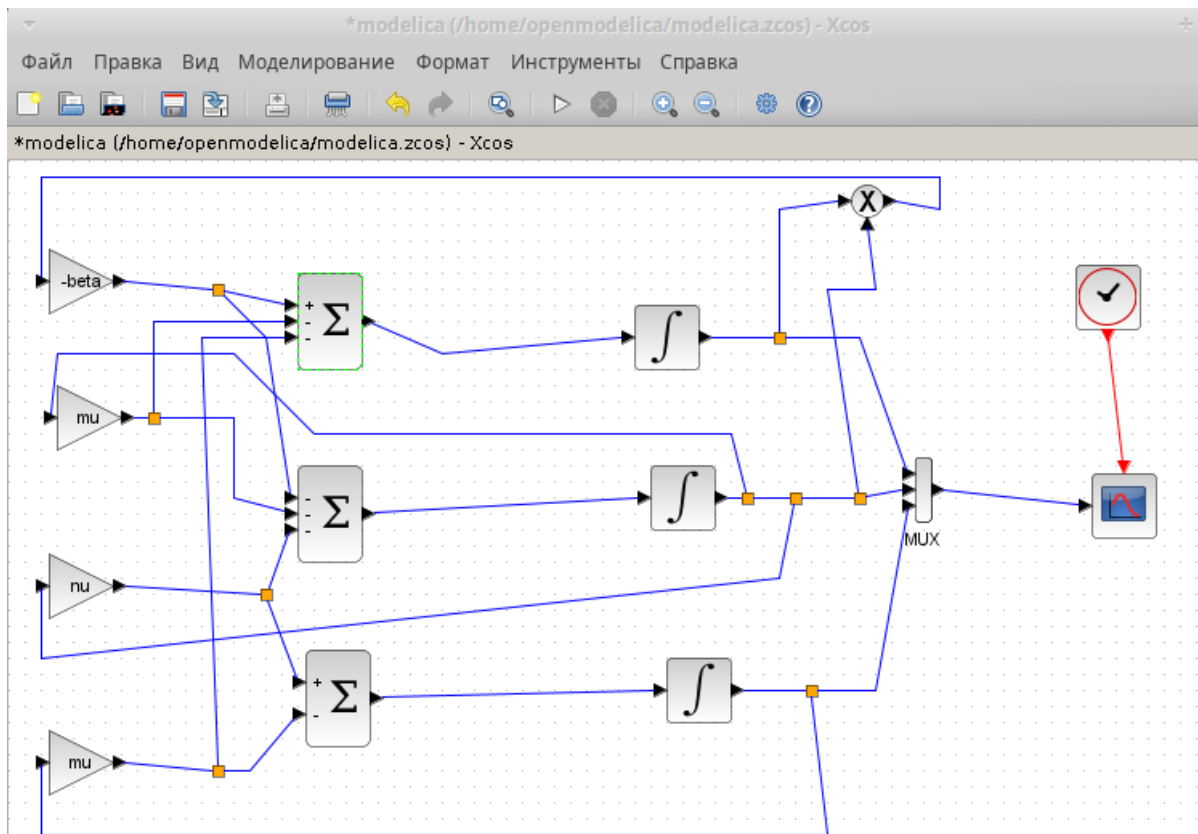 *modelica (/home/openmodelica/modelica.zcos) - Xcos
Файл Правка Вид Моделирование Формат Инструменты Справка
*modelica (/home/openmodelica/modelica.zcos) - Xcos
X
-beta
+
-
-
Σ
∫
mu
-
-
-
Σ
∫
MUX
nu
+
-
Σ
∫
mu